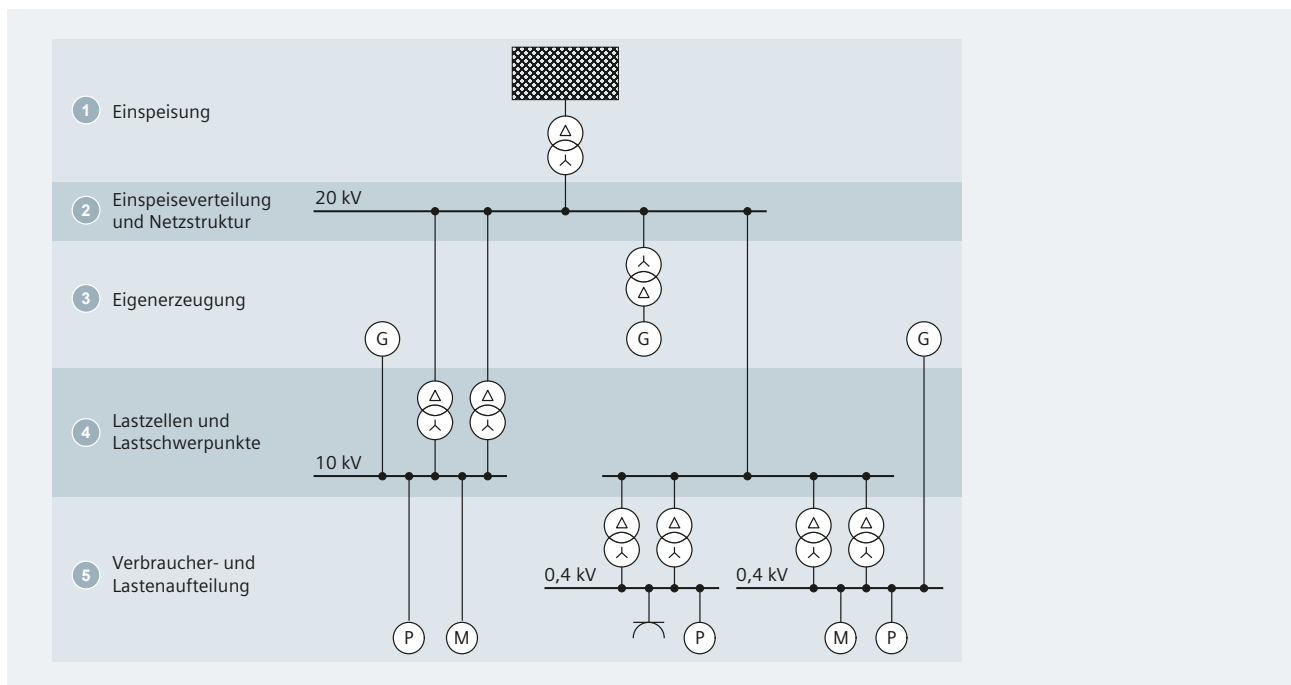 1 Einspeisung
2 Einspeiseverteilung
und Netzstruktur
20 kV
3 Eigenerzeugung
G
G
G
4 Lastzellen und
Lastschwerpunkte
10 kV
5 Verbraucher- und
Lastenaufteilung
0,4 kV
0,4 kV
P
M
P
M
P